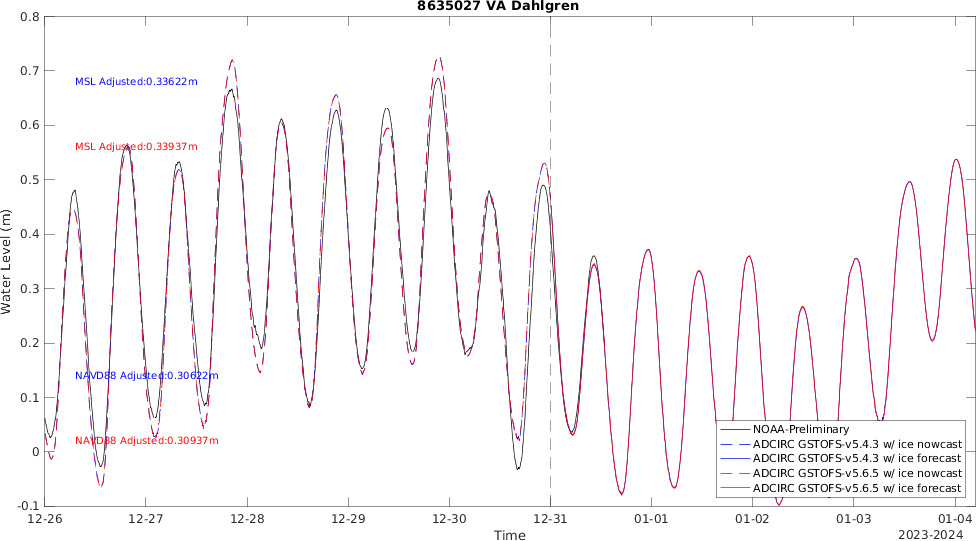 8635027 VA Dahlgren
0.8
0.7
0.6
0.5
0.4
0.3
0.2
0.1
0
-0.1
Water Level (m)
MSL Adjusted:0.33622m
MSL Adjusted:0.33937m
NAVD88 Adjusted:0.30622m
NAVD88 Adjusted:0.30937m
NOAA-Preliminary
ADCIRC GSTOFS-v5.4.3 w/ ice nowcast
ADCIRC GSTOFS-v5.4.3 w/ ice forecast
ADCIRC GSTOFS-v5.6.5 w/ ice nowcast
ADCIRC GSTOFS-v5.6.5 w/ ice forecast
12-26 12-27 12-28 12-29 12-30 12-31 01-01 01-02 01-03 01-04
Time
2023-2024